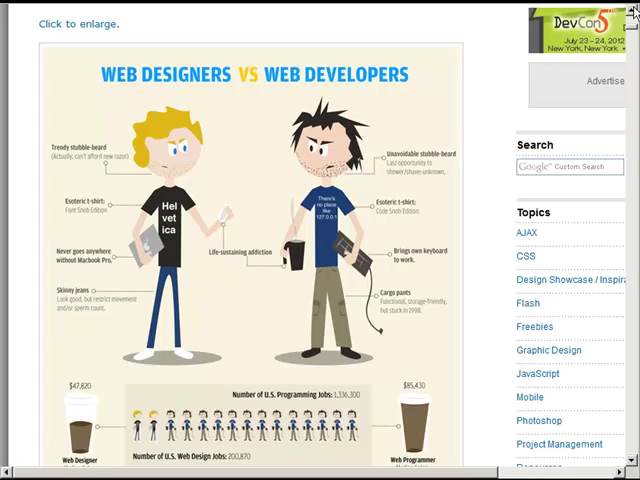 Click to enlarge.
DevCon5
July 23 – 24, 2012
New York, New York
Advertise
WEB DESIGNERS VS WEB DEVELOPERS
Trendy stubble-beard
(Actually, can't afford new razor)
Unavoidable stubble-beard
Last opportunity to
shower/shave: unknown.
Esoteric t-shirt:
Font Snob Edition
Hel
vet
ica
There's
no place
like
127.0.0.1
Esoteric t-shirt:
Code Snob Edition
Never goes anywhere
without Macbook Pro.
Life-sustaining addiction
Brings own keyboard
to work.
Skinny jeans
Look good, but restrict movement
and/or sperm count.
Cargo pants
Functional, storage-friendly,
but stuck in 1998.
$47,820
Number of U.S. Programming Jobs: 1,336,300
$85,430
Number of U.S. Web Design Jobs: 200,870
Web Designer
Web Programmer
Search
Google™ Custom Search
Topics
AJAX
CSS
Design Showcase / Inspira
Flash
Freebies
Graphic Design
JavaScript
Mobile
Photoshop
Project Management